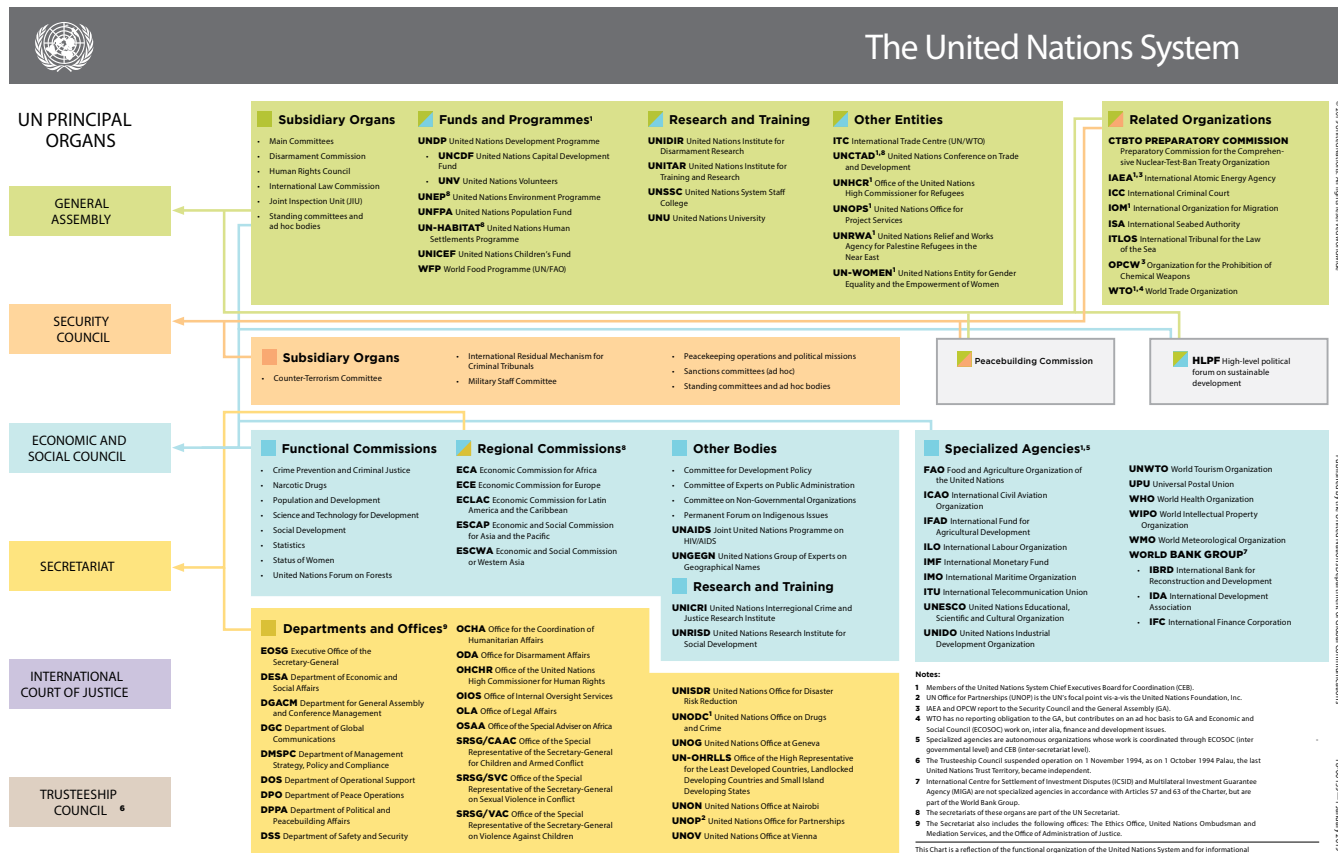 The United Nations System
UN PRINCIPAL
ORGANS
GENERAL
ASSEMBLY
SECURITY
COUNCIL
ECONOMIC AND
SOCIAL COUNCIL
SECRETARIAT
INTERNATIONAL
COURT OF JUSTICE
TRUSTEESHIP
COUNCIL 6
Subsidiary Organs
• Main Committees
• Disarmament Commission
• Human Rights Council
• International Law Commission
• Joint Inspection Unit (JIU)
• Standing committees and
ad hoc bodies
Funds and Programmes1
UNDP United Nations Development Programme
• UNCDF United Nations Capital Development
Fund
• UNV United Nations Volunteers
UNEP8 United Nations Environment Programme
UNFPA United Nations Population Fund
UN-HABITAT8 United Nations Human
Settlements Programme
UNICEF United Nations Children's Fund
WFP World Food Programme (UN/FAO)
Research and Training
UNIDIR United Nations Institute for
Disarmament Research
UNITAR United Nations Institute for
Training and Research
UNSSC United Nations System Staff
College
UNU United Nations University
Other Entities
ITC International Trade Centre (UN/WTO)
UNCTAD1,8 United Nations Conference on Trade
and Development
UNHCR1 Office of the United Nations
High Commissioner for Refugees
UNOPS1 United Nations Office for
Project Services
UNRWA1 United Nations Relief and Works
Agency for Palestine Refugees in the
Near East
UN-WOMEN1 United Nations Entity for Gender
Equality and the Empowerment of Women
Related Organizations
CTBTO PREPARATORY COMMISSION
Preparatory Commission for the Comprehen-
sive Nuclear-Test-Ban Treaty Organization
IAEA1,3 International Atomic Energy Agency
ICC International Criminal Court
IOM1 International Organization for Migration
ISA International Seabed Authority
ITLOS International Tribunal for the Law
of the Sea
OPCW3 Organization for the Prohibition of
Chemical Weapons
WTO1,4 World Trade Organization
Subsidiary Organs
• Counter-Terrorism Committee
• International Residual Mechanism for
Criminal Tribunals
• Military Staff Committee
• Peacekeeping operations and political missions
• Sanctions committees (ad hoc)
• Standing committees and ad hoc bodies
Peacebuilding Commission
HLPF High-level political
forum on sustainable
development
Functional Commissions
• Crime Prevention and Criminal Justice
• Narcotic Drugs
• Population and Development
• Science and Technology for Development
• Social Development
• Statistics
• Status of Women
• United Nations Forum on Forests
Regional Commissions8
ECA Economic Commission for Africa
ECE Economic Commission for Europe
ECLAC Economic Commission for Latin
America and the Caribbean
ESCAP Economic and Social Commission
for Asia and the Pacific
ESCWA Economic and Social Commission
for Western Asia
Other Bodies
• Committee for Development Policy
• Committee of Experts on Public Administration
• Committee on Non-Governmental Organizations
• Permanent Forum on Indigenous Issues
UNAIDS Joint United Nations Programme on
HIV/AIDS
UNGEGN United Nations Group of Experts on
Geographical Names
Research and Training
UNICRI United Nations Interregional Crime and
Justice Research Institute
UNRISD United Nations Research Institute for
Social Development
Specialized Agencies1,5
FAO Food and Agriculture Organization of
the United Nations
ICAO International Civil Aviation
Organization
IFAD International Fund for
Agricultural Development
ILO International Labour Organization
IMF International Monetary Fund
IMO International Maritime Organization
ITU International Telecommunication Union
UNESCO United Nations Educational,
Scientific and Cultural Organization
UNIDO United Nations Industrial
Development Organization
UNWTO World Tourism Organization
UPU Universal Postal Union
WHO World Health Organization
WIPO World Intellectual Property
Organization
WMO World Meteorological Organization
WORLD BANK GROUP7
• IBRD International Bank for
Reconstruction and Development
• IDA International Development
Association
• IFC International Finance Corporation
Departments and Offices9
EOSG Executive Office of the
Secretary-General
DESA Department of Economic and
Social Affairs
DGACM Department for General Assembly
and Conference Management
DGC Department of Global
Communications
DMSPC Department of Management
Strategy, Policy and Compliance
DOS Department of Operational Support
DPO Department of Peace Operations
DPPA Department of Political and
Peacebuilding Affairs
DSS Department of Safety and Security
OCHA Office for the Coordination of
Humanitarian Affairs
ODA Office for Disarmament Affairs
OHCHR Office of the United Nations
High Commissioner for Human Rights
OIOS Office of Internal Oversight Services
OLA Office of Legal Affairs
OSAA Office of the Special Adviser on Africa
SRSG/CAAC Office of the Special
Representative of the Secretary-General
for Children and Armed Conflict
SRSG/SVC Office of the Special
Representative of the Secretary-General
on Sexual Violence in Conflict
SRSG/VAC Office of the Special
Representative of the Secretary-General
on Violence Against Children
UNISDR United Nations Office for Disaster
Risk Reduction
UNODC1 United Nations Office on Drugs
and Crime
UNOG United Nations Office at Geneva
UN-OHRLLS Office of the High Representative
for the Least Developed Countries, Landlocked
Developing Countries and Small Island
Developing States
UNON United Nations Office at Nairobi
UNOP2 United Nations Office for Partnerships
UNOV United Nations Office at Vienna
Notes:
1 Members of the United Nations System Chief Executives Board for Coordination (CEB).
2 UN Office for Partnerships (UNOP) is the UN's focal point vis-a-vis the United Nations Foundation, Inc.
3 IAEA and OPCW report to the Security Council and the General Assembly (GA).
4 WTO has no reporting obligation to the GA, but contributes on an ad hoc basis to GA and Economic and
Social Council (ECOSOC) work on, inter alia, finance and development issues.
5 Specialized agencies are autonomous organizations whose work is coordinated through ECOSOC (inter -
governmental level) and CEB (inter-secretariat level).
6 The Trusteeship Council suspended operation on 1 November 1994, as on 1 October 1994 Palau, the last
United Nations Trust Territory, became independent.
7 International Centre for Settlement of Investment Disputes (ICSID) and Multilateral Investment Guarantee
Agency (MIGA) are not specialized agencies in accordance with Articles 57 and 63 of the Charter, but are
part of the World Bank Group.
8 The secretariats of these organs are part of the UN Secretariat.
9 The Secretariat also includes the following offices: The Ethics Office, United Nations Ombudsman and
Mediation Services, and the Office of Administration of Justice.
This Chart is a reflection of the functional organization of the United Nations System and for informational